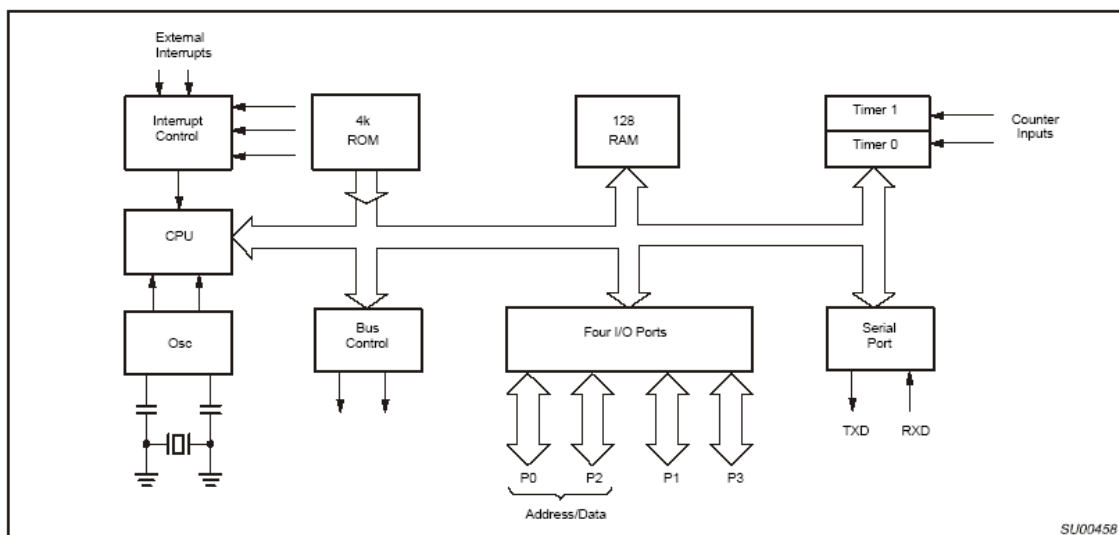 External
Interrupts
Interrupt
Control
4k
ROM
128
RAM
Timer 1
Timer 0
Counter
Inputs
CPU
Osc
Bus
Control
Four I/O Ports
Serial
Port
TXD
RXD
P0
P2
P1
P3
Address/Data
SU00458